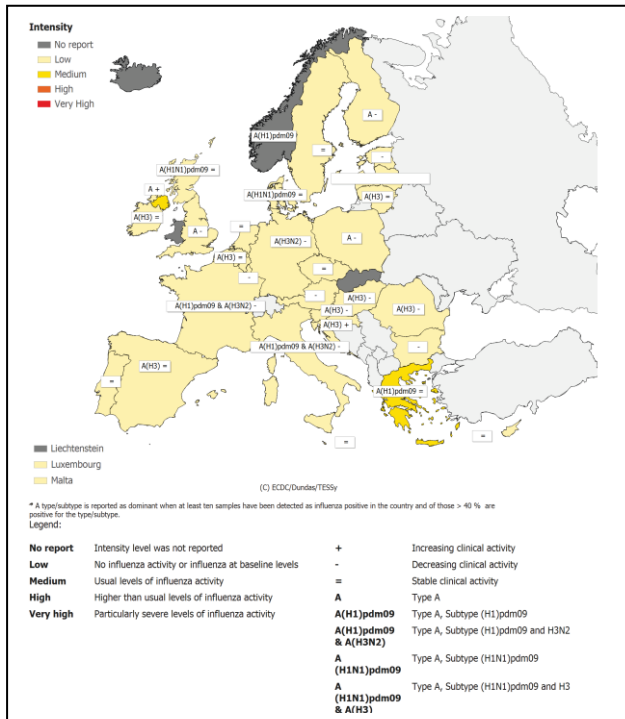 Intensity
No report
Low
Medium
High
Very High
A(H1)pdm09
A -
=
-
A(H1N1)pdm09 =
A +
A(H1N1)pdm09 =
A(H3) =
A(H3) =
A -
=
A(H3N2) -
A -
A(H3) =
=
-
-
A(H3) -
A(H3) -
A(H3) -
A(H1)pdm09 & A(H3N2) -
A(H3) +
A(H1)pdm09 & A(H3N2) -
-
A(H3) =
=
A(H1)pdm09 =
=
=
Liechtenstein
Luxembourg
Malta
(C) ECDC/Dundas/TESSy
* A type/subtype is reported as dominant when at least ten samples have been detected as influenza positive in the country and of those > 40 % are
positive for the type/subtype.
Legend:
No report Intensity level was not reported + Increasing clinical activity
Low No influenza activity or influenza at baseline levels - Decreasing clinical activity
Medium Usual levels of influenza activity = Stable clinical activity
High Higher than usual levels of influenza activity A Type A
Very high Particularly severe levels of influenza activity A(H1)pdm09 Type A, Subtype (H1)pdm09
A(H1)pdm09 Type A, Subtype (H1)pdm09 and H3N2
& A(H3N2)
A Type A, Subtype (H1N1)pdm09
(H1N1)pdm09
A Type A, Subtype (H1N1)pdm09 and H3
(H1N1)pdm09
& A(H3)